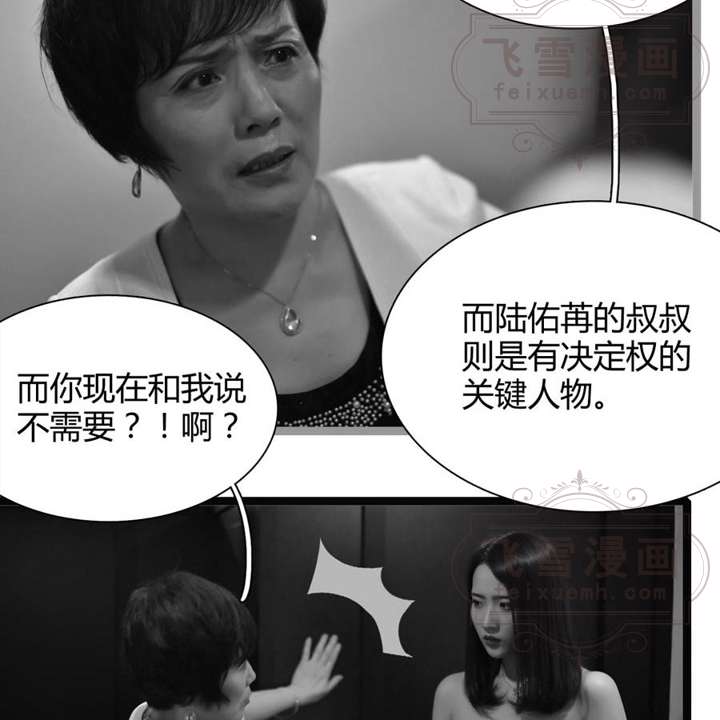 飞雪漫画
feixuemh.com
而陆佑苒的叔叔
则是有决定权的
关键人物。
而你现在和我说
不需要？！啊？
飞雪漫画
feixuemh.com